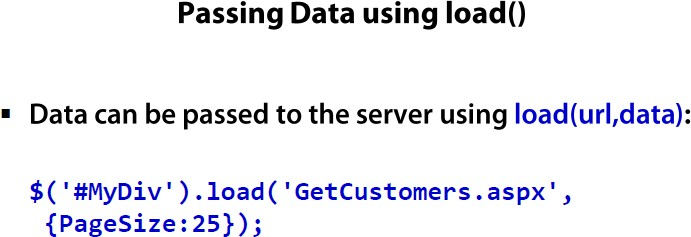 Passing Data using load()
▪ Data can be passed to the server using load(url,data):
$('#MyDiv').load('GetCustomers.aspx',
{PageSize:25});